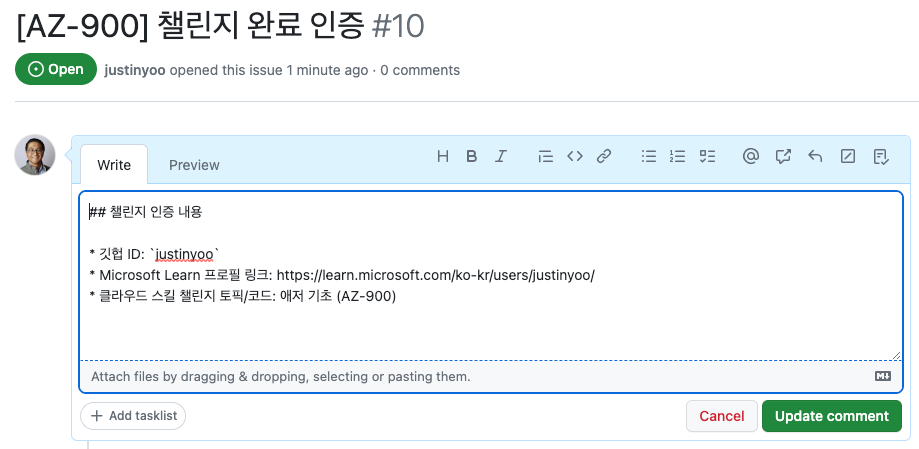 [AZ-900] 챌린지 완료 인증 #10
Open justinyoo opened this issue 1 minute ago · 0 comments
Write Preview
## 챌린지 인증 내용
* 깃헙 ID: `justinyoo`
* Microsoft Learn 프로필 링크: https://learn.microsoft.com/ko-kr/users/justinyoo/
* 클라우드 스킬 챌린지 토픽/코드: 애저 기초 (AZ-900)
Attach files by dragging & dropping, selecting or pasting them.
+ Add tasklist Cancel Update comment